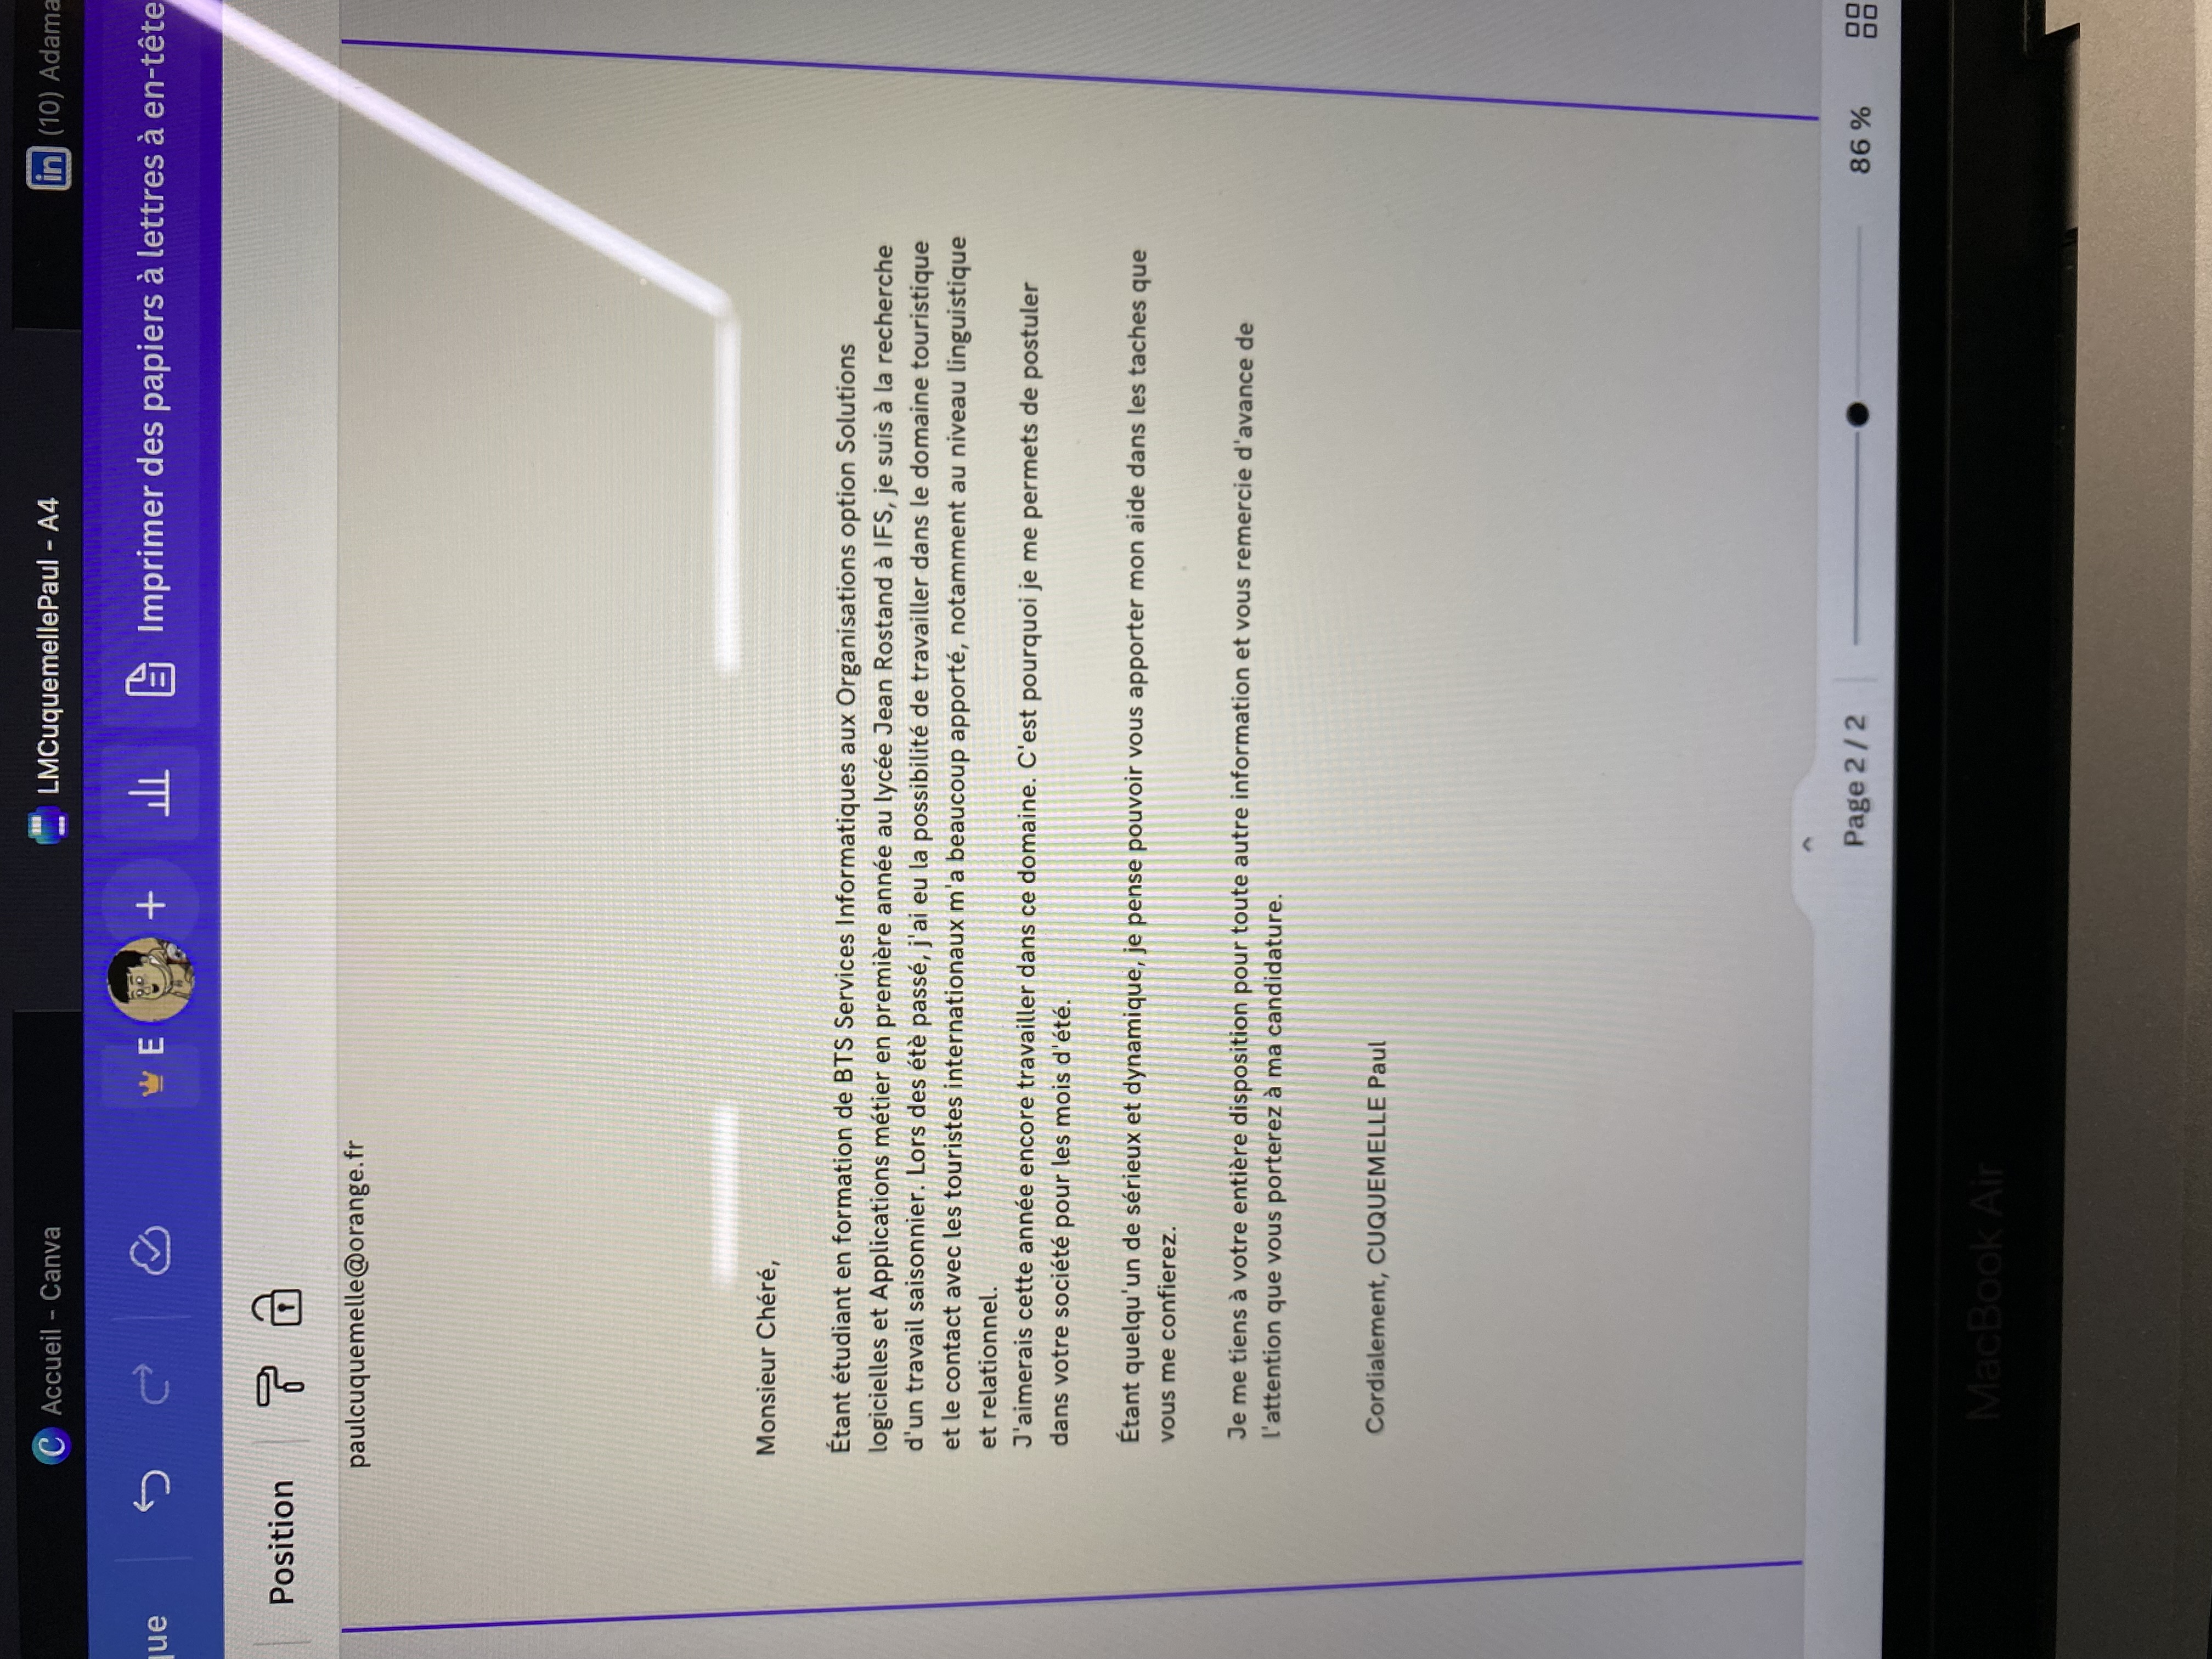 Accueil - Canva
LMCuquemellePaul - A4
(10) Adama
que
E
Imprimer des papiers à lettres à en-tête
Position
paulcuquemelle@orange.fr
Monsieur Chéré,
Étant étudiant en formation de BTS Services Informatiques aux Organisations option Solutions
logicielles et Applications métier en première année au lycée Jean Rostand à IFS, je suis à la recherche
d'un travail saisonnier. Lors des étè passé, j'ai eu la possibilité de travailler dans le domaine touristique
et le contact avec les touristes internationaux m'a beaucoup apporté, notamment au niveau linguistique
et relationnel.
J'aimerais cette année encore travailler dans ce domaine. C'est pourquoi je me permets de postuler
dans votre société pour les mois d'été.
Étant quelqu'un de sérieux et dynamique, je pense pouvoir vous apporter mon aide dans les taches que
vous me confierez.
Je me tiens à votre entière disposition pour toute autre information et vous remercie d'avance de
l'attention que vous porterez à ma candidature.
Cordialement, CUQUEMELLE Paul
Page 2 / 2
86 %
MacBook Air